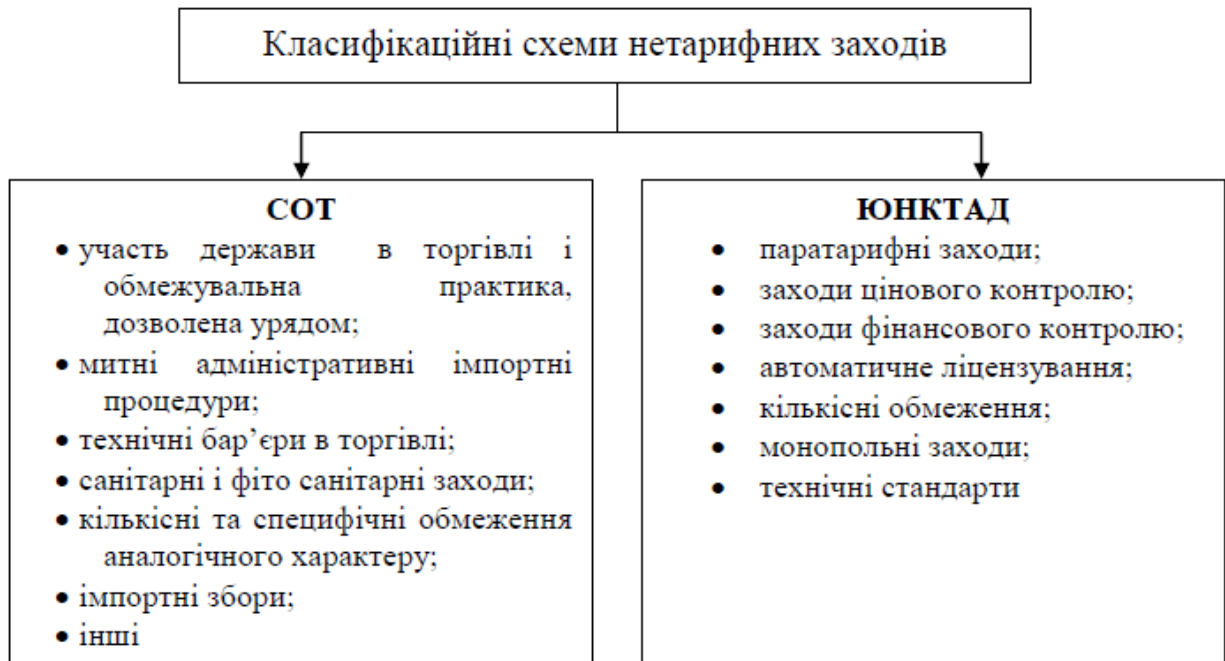 Класифікаційні схеми нетарифних заходів
СОТ
• участь держави в торгівлі і
обмежувальна практика,
дозволена урядом;
• митні адміністративні імпортні
процедури;
• технічні бар’єри в торгівлі;
• санітарні і фіто санітарні заходи;
• кількісні та специфічні обмеження
аналогічного характеру;
• імпортні збори;
• інші
ЮНКТАД
• паратарифні заходи;
• заходи цінового контролю;
• заходи фінансового контролю;
• автоматичне ліцензування;
• кількісні обмеження;
• монопольні заходи;
• технічні стандарти